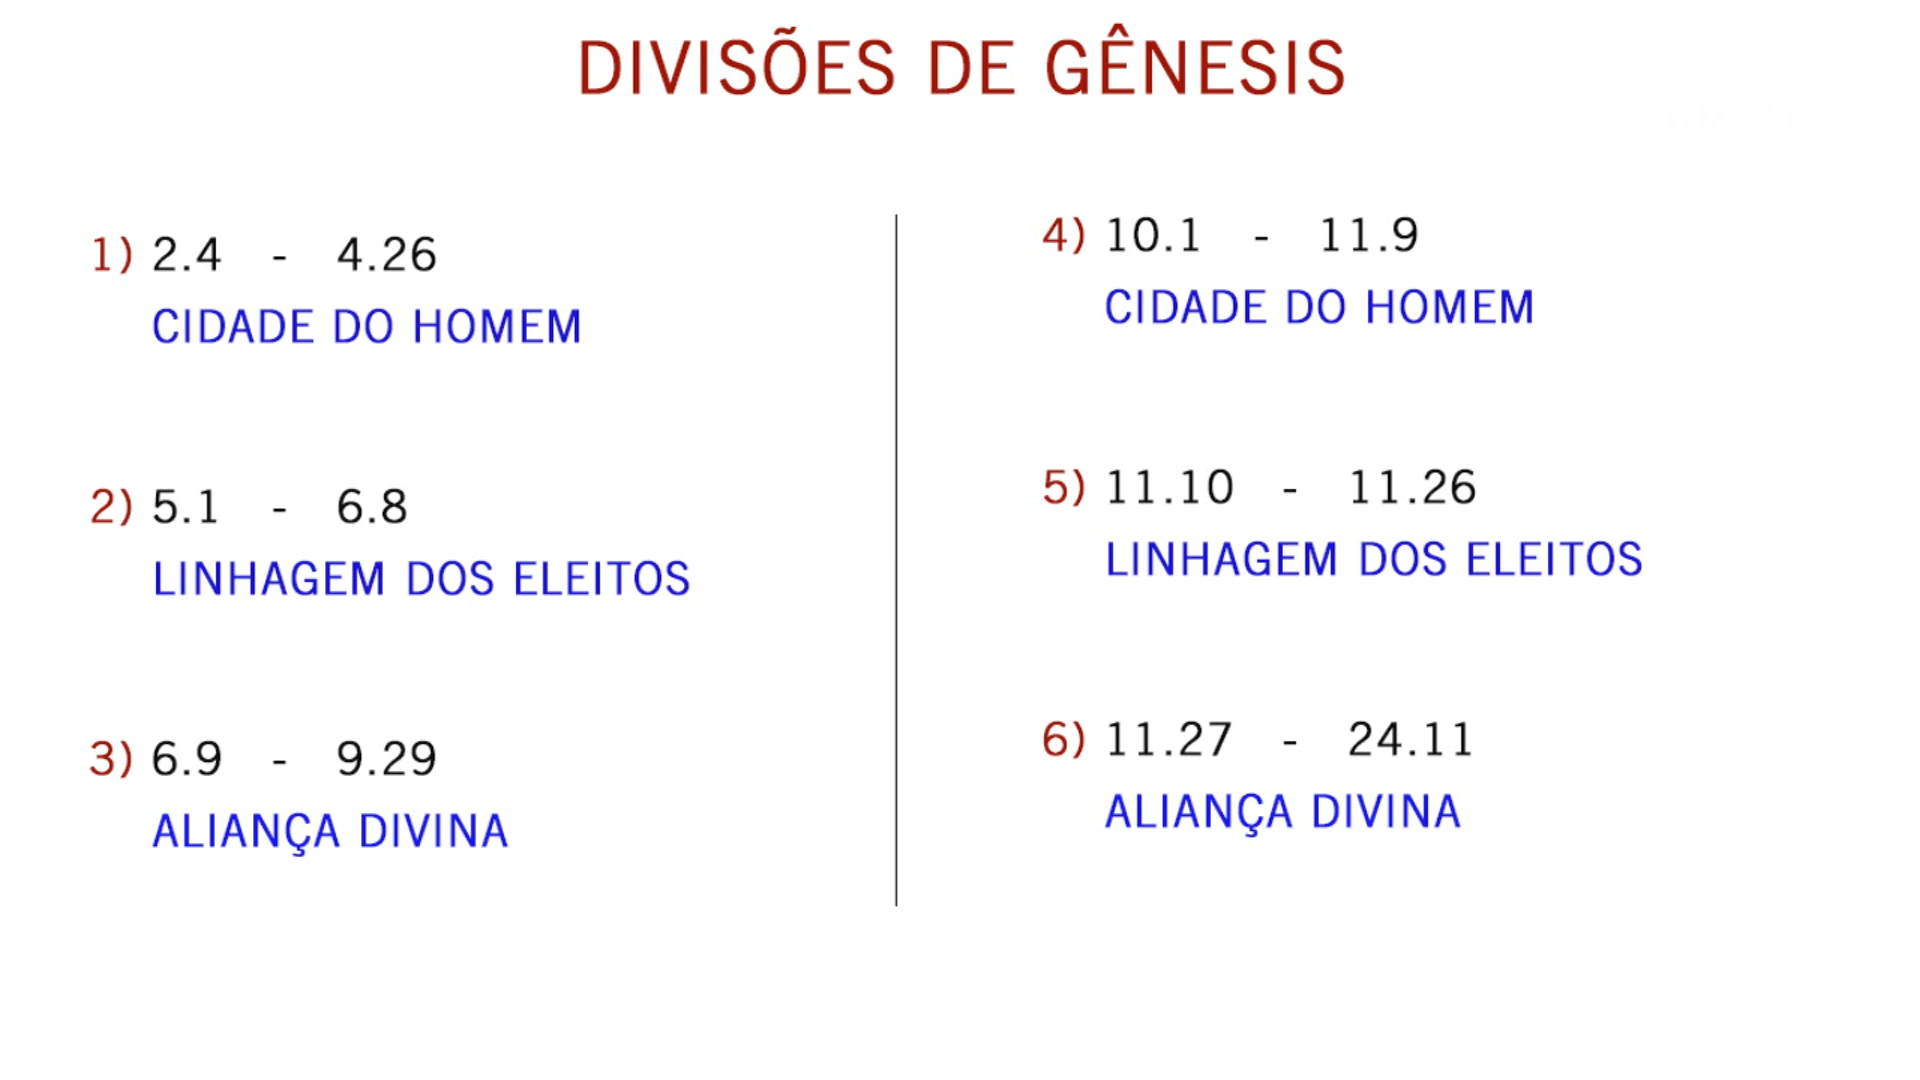 DIVISÕES DE GÊNESIS
1) 2.4 - 4.26
CIDADE DO HOMEM
2) 5.1 - 6.8
LINHAGEM DOS ELEITOS
3) 6.9 - 9.29
ALIANÇA DIVINA
4) 10.1 - 11.9
CIDADE DO HOMEM
5) 11.10 - 11.26
LINHAGEM DOS ELEITOS
6) 11.27 - 24.11
ALIANÇA DIVINA